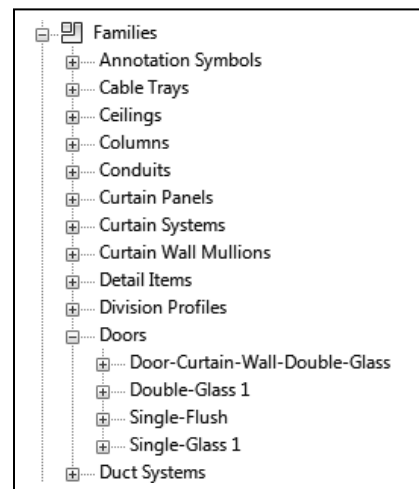 Families
Annotation Symbols
Cable Trays
Ceilings
Columns
Conduits
Curtain Panels
Curtain Systems
Curtain Wall Mullions
Detail Items
Division Profiles
Doors
Door-Curtain-Wall-Double-Glass
Double-Glass 1
Single-Flush
Single-Glass 1
Duct Systems